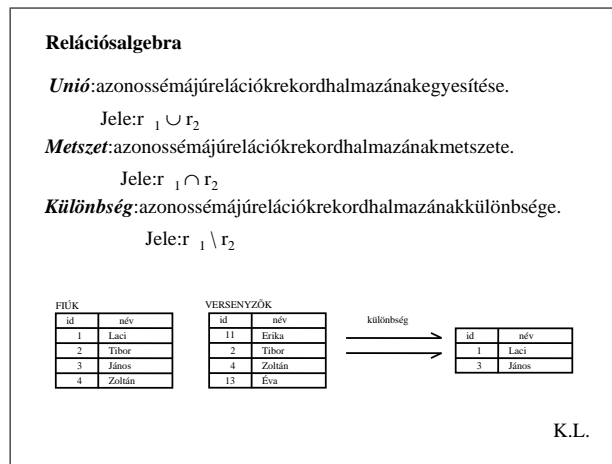 Relációsalgebra
Unió:azonossémájúrelációkrekordhalmazánakegyesítése.
Jele:r 1 ∪ r2
Metszet:azonossémájúrelációkrekordhalmazánakmetszete.
Jele:r 1 ∩ r2
Különbség:azonossémájúrelációkrekordhalmazánakkülönbsége.
Jele:r 1 \ r2
FIÚK
id név
1 Laci
2 Tibor
3 János
4 Zoltán
VERSENYZŐK
id név
11 Erika
2 Tibor
4 Zoltán
13 Éva
különbség
id név
1 Laci
3 János
K.L.